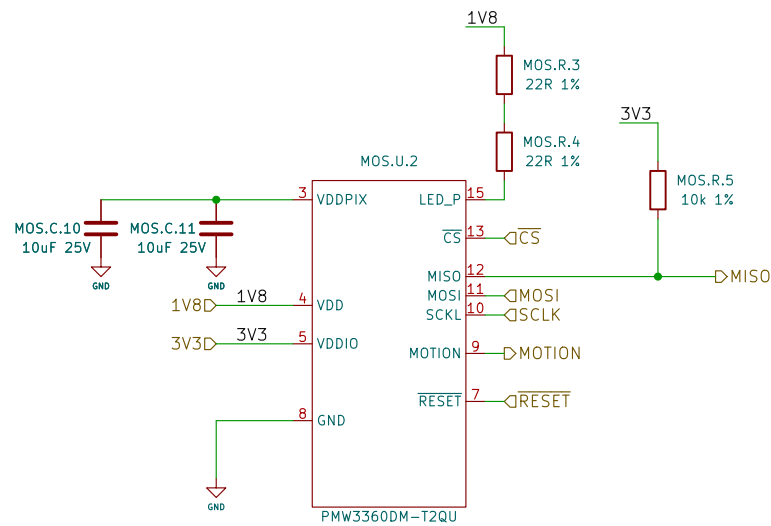 1V8
MOS.R.3
22R 1%
3V3
MOS.R.4
22R 1%
MOS.U.2
MOS.R.5
10k 1%
3 VDDPIX
LED_P 15
MOS.C.10
10uF 25V
MOS.C.11
10uF 25V
CS 13 CS
GND
GND
MISO 12 MISO
MOSI 11 MOSI
1V8 1V8 4 VDD
SCKL 10 SCLK
3V3 3V3 5 VDDIO
MOTION 9 MOTION
RESET 7 RESET
8 GND
GND
PMW3360DM-T2QU